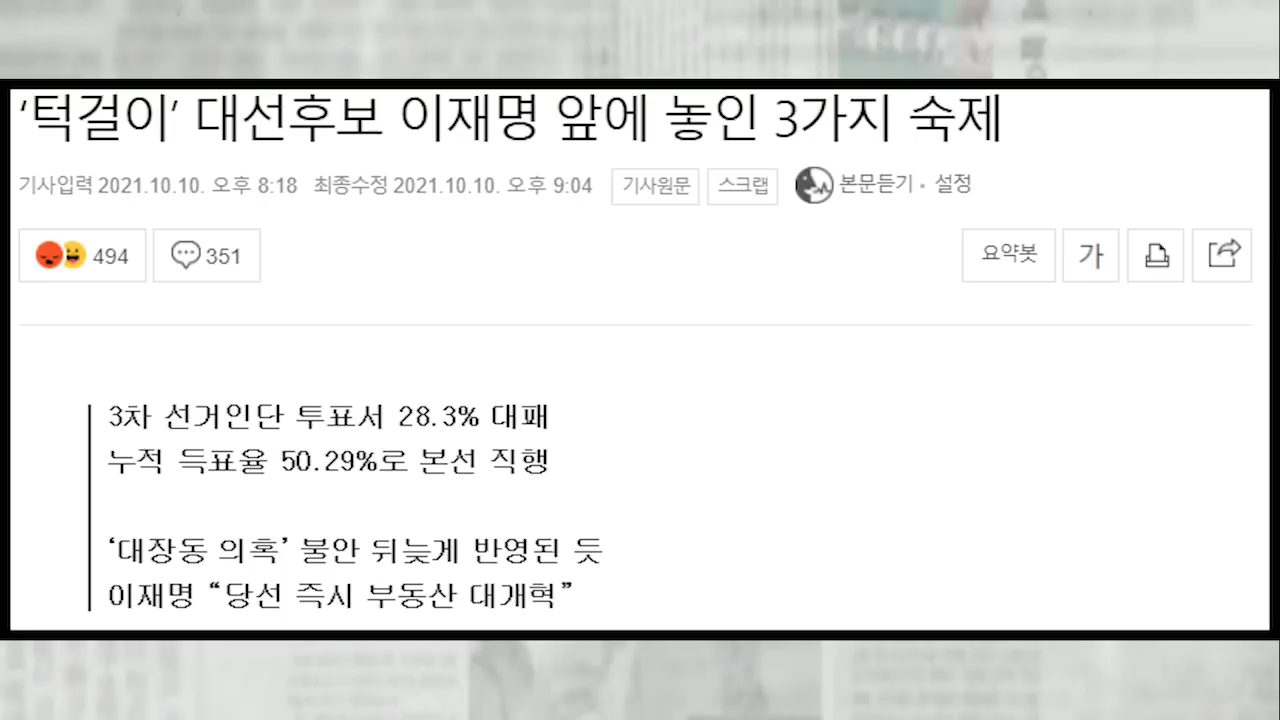 ‘턱걸이’ 대선후보 이재명 앞에 놓인 3가지 숙제
기사입력 2021.10.10. 오후 8:18 최종수정 2021.10.10. 오후 9:04 기사원문 스크랩 본문듣기 · 설정
494 351 요약봇 가
3차 선거인단 투표서 28.3% 대패
누적 득표율 50.29%로 본선 직행
‘대장동 의혹’ 불안 뒤늦게 반영된 듯
이재명 “당선 즉시 부동산 대개혁”